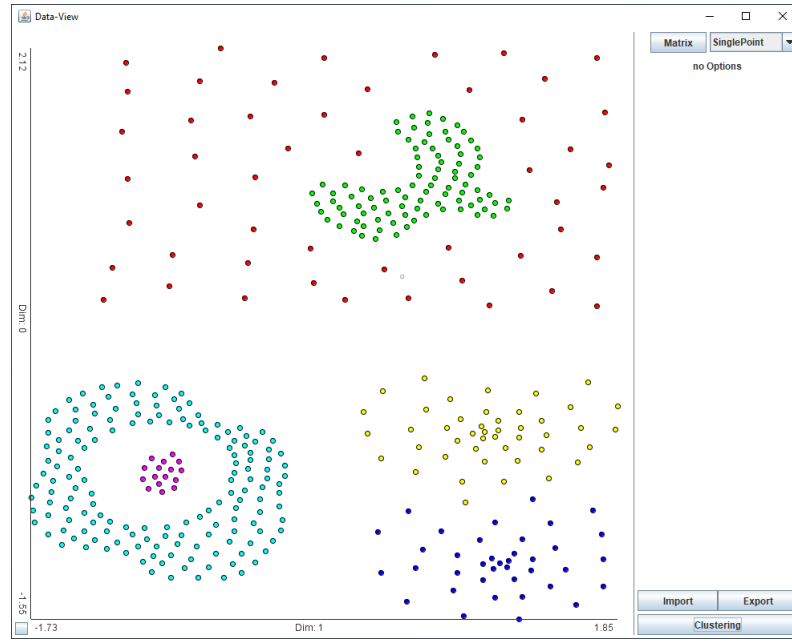 Data-View
2.12
Matrix
SinglePoint
no Options
Dim: 0
-1.55
-1.73
Dim: 1
1.85
Import
Export
Clustering